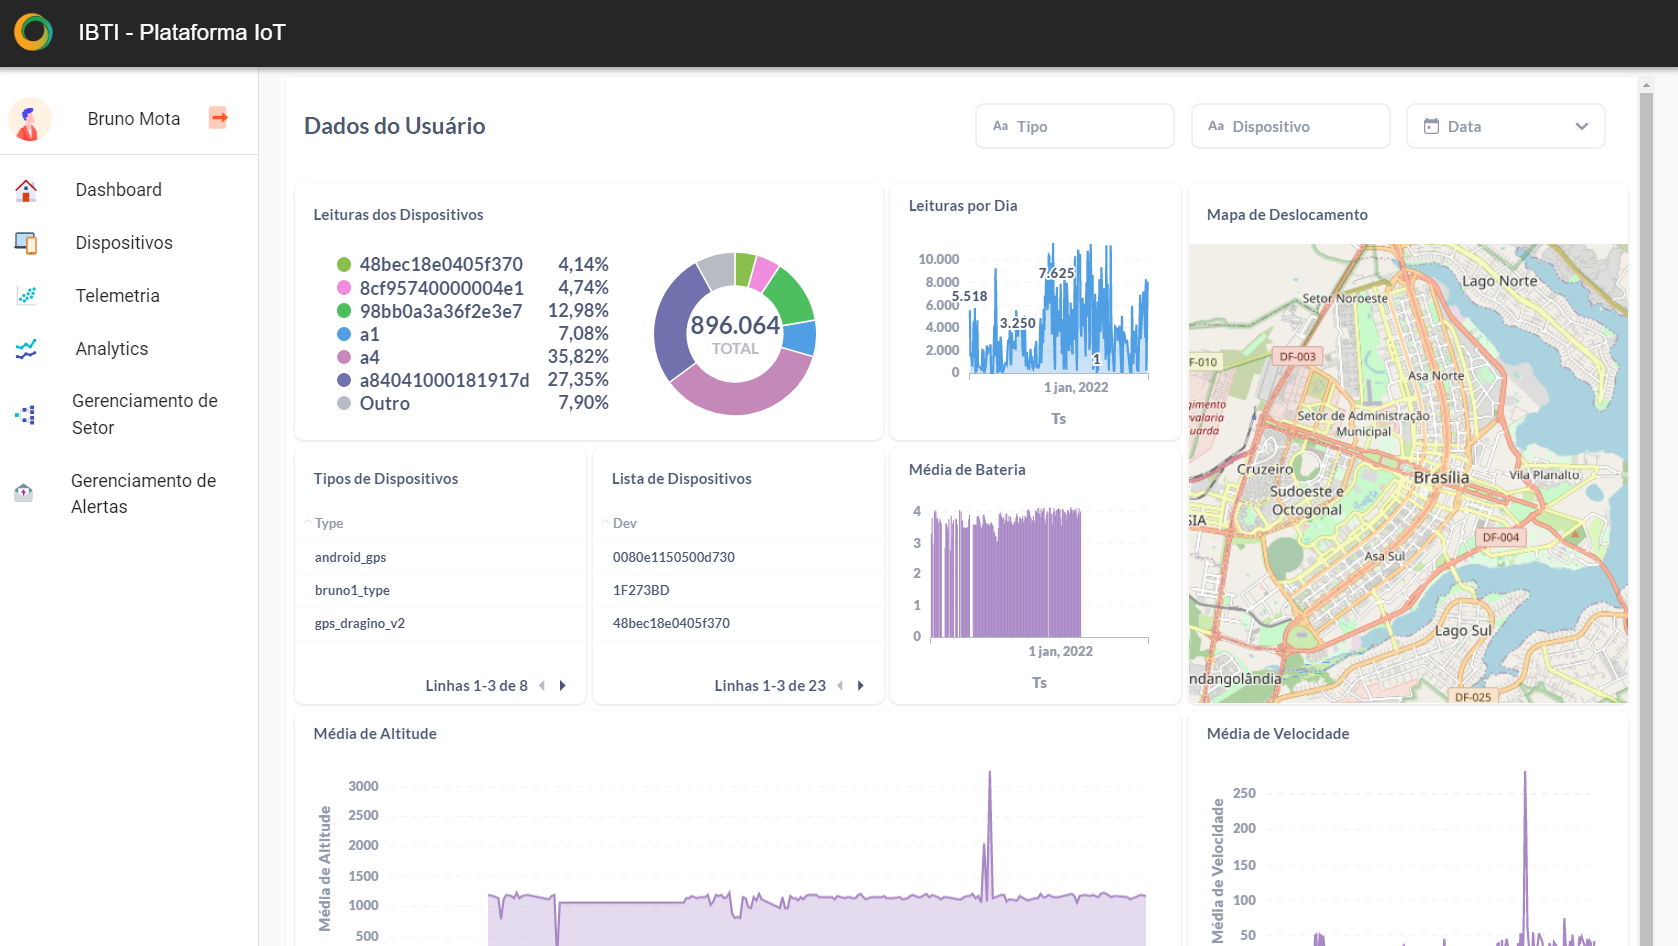 IBTI - Plataforma IoT
Bruno Mota
Dashboard
Dispositivos
Telemetria
Analytics
Gerenciamento de
Setor
Gerenciamento de
Alertas
Dados do Usuário
Aa Tipo
Aa Dispositivo
Data
Leituras dos Dispositivos
48bec18e0405f370 4,14%
8cf95740000004e1 4,74%
98bb0a3a36f2e3e7 12,98%
a1 7,08%
a4 35,82%
a84041000181917d 27,35%
Outro 7,90%
896.064
TOTAL
Leituras por Dia
10.000
8.000
6.000
4.000
2.000
0
5.518
3.250
7.625
1
1 jan, 2022
Ts
Mapa de Deslocamento
Lago Norte
Setor Noroeste
F-010
DF-003
Asa Norte
gimento
avalaria
uarda
Setor de Administração
Municipal
Cruzeiro
Brasília
Vila Planalto
Sudoeste e
Octogonal
SIA
DF-004
Asa Sul
Lago Sul
ndangolândia
DF-025
Tipos de Dispositivos
Type
android_gps
bruno1_type
gps_dragino_v2
Linhas 1-3 de 8
Lista de Dispositivos
Dev
0080e1150500d730
1F273BD
48bec18e0405f370
Linhas 1-3 de 23
Média de Bateria
4
3
2
1
0
1 jan, 2022
Ts
Média de Altitude
Média de Altitude
3000
2500
2000
1500
1000
500
Média de Velocidade
Média de Velocidade
250
200
150
100
50